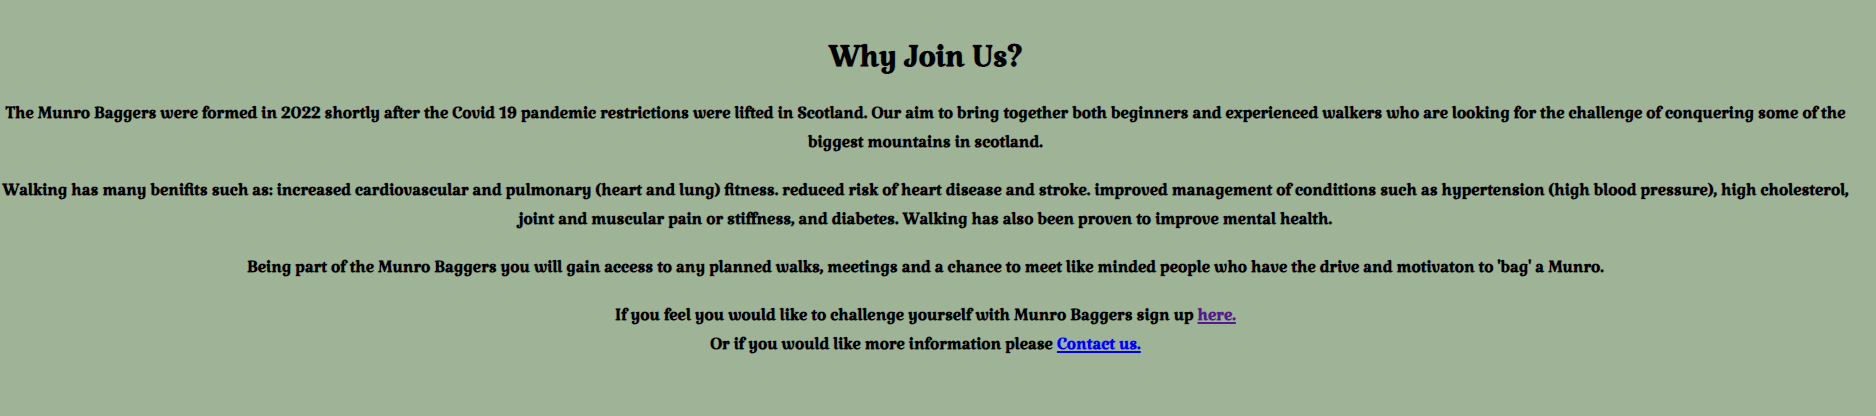 Why Join Us?
The Munro Baggers were formed in 2022 shortly after the Covid 19 pandemic restrictions were lifted in Scotland. Our aim to bring together both beginners and experienced walkers who are looking for the challenge of conquering some of the
biggest mountains in scotland.
Walking has many benifits such as: increased cardiovascular and pulmonary (heart and lung) fitness. reduced risk of heart disease and stroke. improved management of conditions such as hypertension (high blood pressure), high cholesterol,
joint and muscular pain or stiffness, and diabetes. Walking has also been proven to improve mental health.
Being part of the Munro Baggers you will gain access to any planned walks, meetings and a chance to meet like minded people who have the drive and motivaton to 'bag' a Munro.
If you feel you would like to challenge yourself with Munro Baggers sign up here.
Or if you would like more information please Contact us.